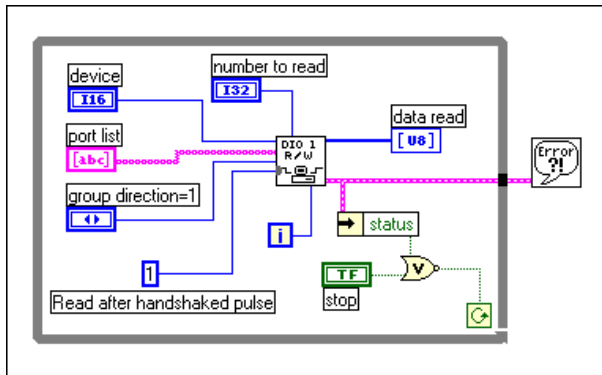 device
I16
number to read
I32
data read
[U8]
port list
[abc]
DIO 1
R/W
Error
?!
group direction=1
i
status
1
TF
V
Read after handshaked pulse
stop